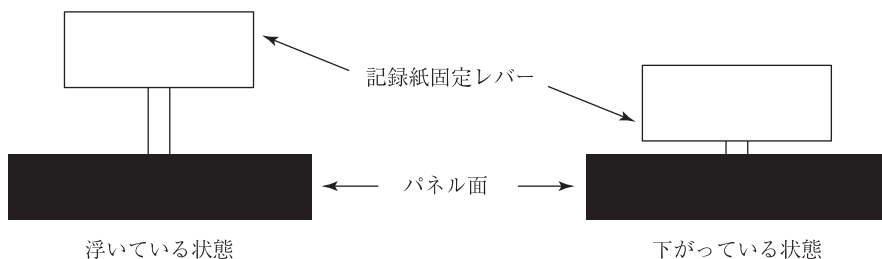 記録紙固定レバー
パネル面
浮いている状態
下がっている状態